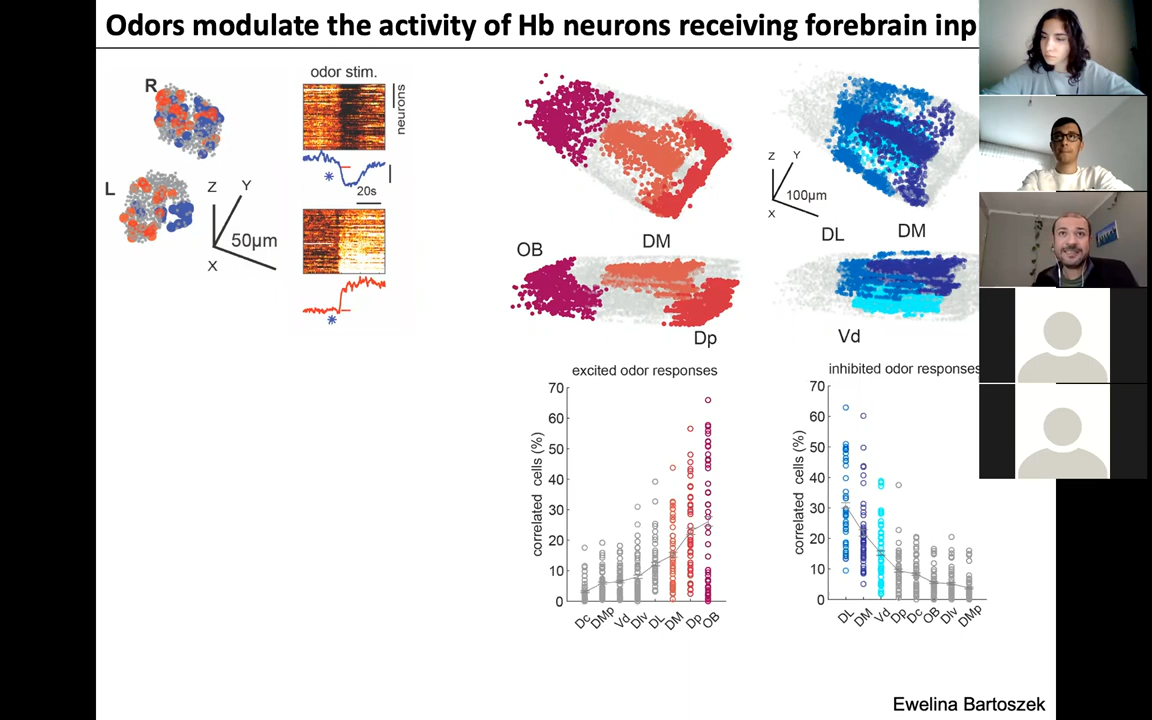 Odors modulate the activity of Hb neurons receiving forebrain inp
R
L
Z
Y
X
50µm
odor stim.
neurons
*
20s
*
OB
DM
Dp
Z
Y
X
100µm
DL
DM
Vd
excited odor responses
correlated cells (%)
70
60
50
40
30
20
10
0
Dc DMp Vd Dlv DL DM Dp OB
inhibited odor responses
correlated cells (%)
70
60
50
40
30
20
10
0
DL DM Vd Dp Dc OB Dlv DMp
Ewelina Bartoszek